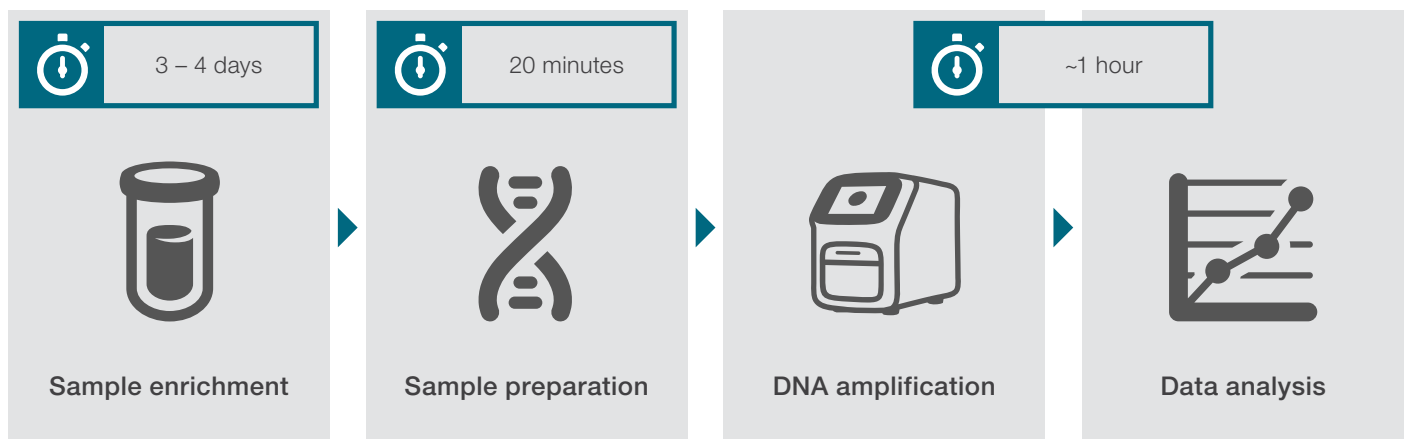 3 – 4 days
20 minutes
~1 hour
Sample enrichment
Sample preparation
DNA amplification
Data analysis